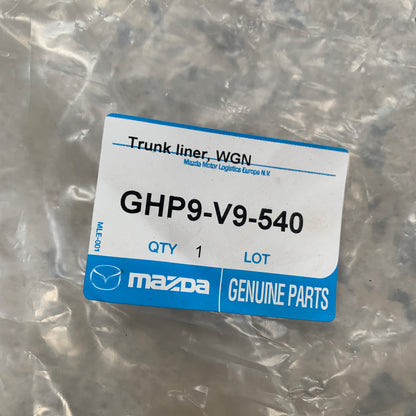 Trunk liner, WGN
Mazda Motor Logistics Europe N.V.
GHP9-V9-540
QTY 1 LOT
MLE-001
mazda
GENUINE PARTS